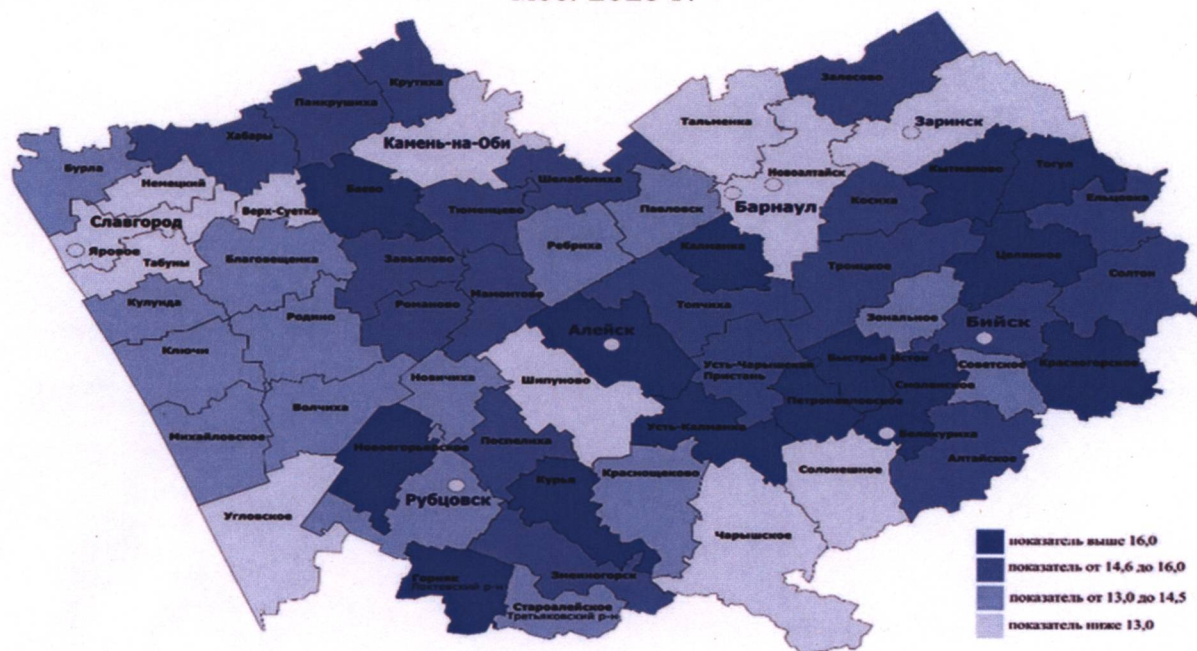 Крутиха
Панкрушиха
Залесово
Хабары
Камень-на-Оби
Тальменка
Заринск
Бурла
Немецкий
Баево
Шелаболиха
Новоалтайск
Кытманово
Тогул
Славгород
Верх-Суетка
Тюменцево
Павловск
Барнаул
Косиха
Ельцовка
Яровое
Табуны
Благовещенка
Завьялово
Ребриха
Калманка
Троицкое
Целинное
Солтон
Кулунда
Родино
Романово
Мамонтово
Топчиха
Зональное
Бийск
Ключи
Алейск
Новичиха
Шипуново
Усть-Чарышская
Пристань
Быстрый Исток
Советское
Красногорское
Смоленское
Волчиха
Петропавловское
Михайловское
Новоегорьевское
Поспелиха
Усть-Калманка
Белокуриха
Алтайское
Рубцовск
Курья
Краснощеково
Солонешное
Угловское
Чарышское
Горняк
Локтевский р-н
Змеиногорск
Староалейское
Третьяковский р-н
показатель выше 16,0
показатель от 14,6 до 16,0
показатель от 13,0 до 14,5
показатель ниже 13,0